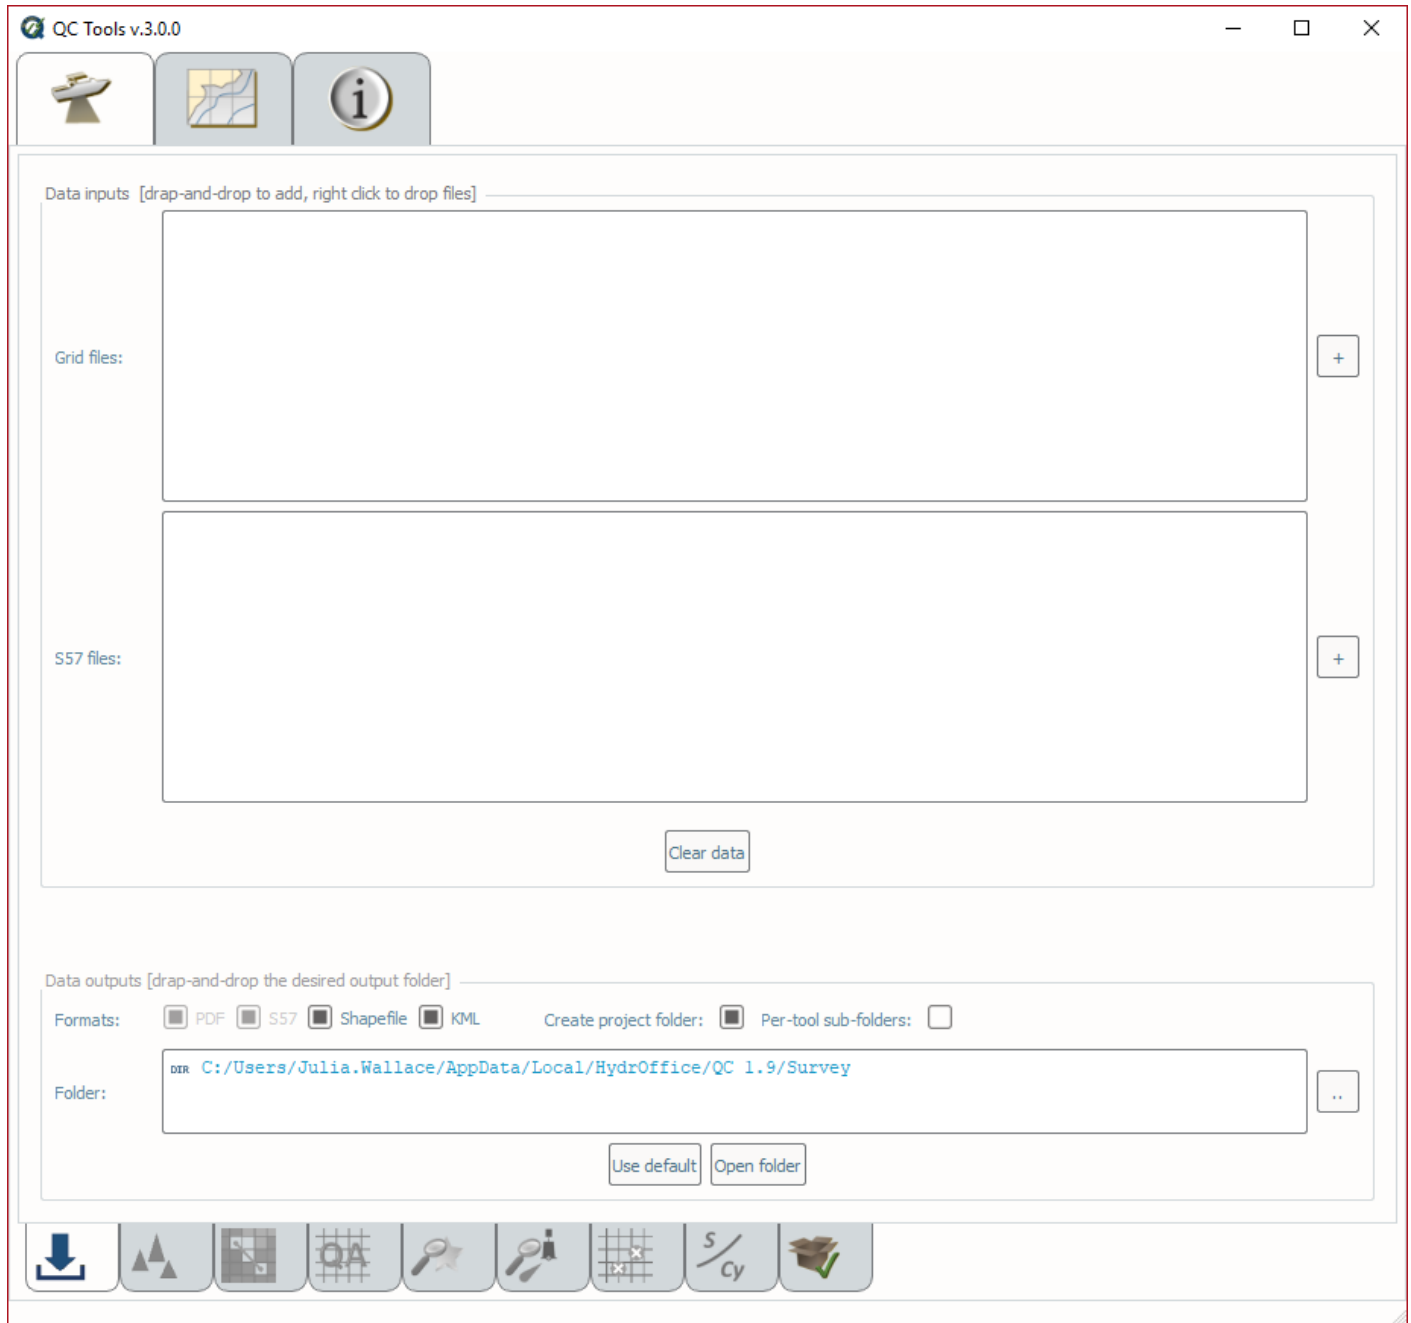 QC Tools v.3.0.0
i
Data inputs [drap-and-drop to add, right click to drop files]
Grid files:
+
S57 files:
+
Clear data
Data outputs [drap-and-drop the desired output folder]
Formats: PDF S57 Shapefile KML Create project folder: Per-tool sub-folders:
DIR C:/Users/Julia.Wallace/AppData/Local/HydrOffice/QC 1.9/Survey
Folder:
..
Use default Open folder
QA
S/Cy